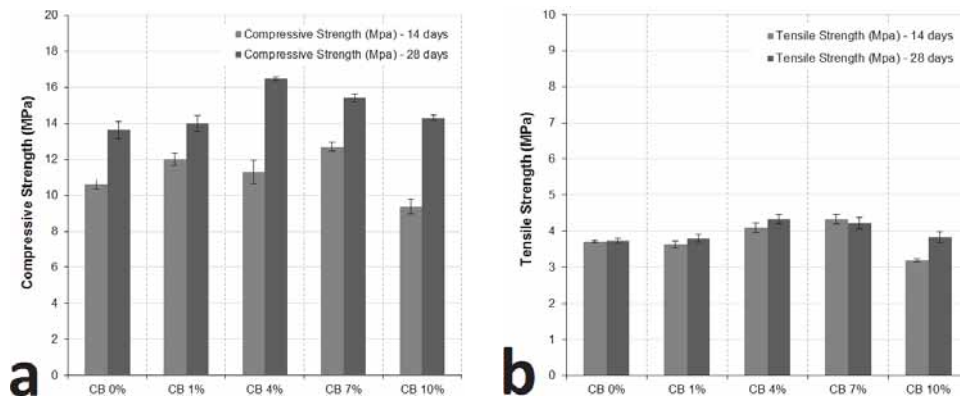 20
18
16
14
12
10
8
6
4
2
0
Compressive Strength (MPa)
Compressive Strength (Mpa) - 14 days
Compressive Strength (Mpa) - 28 days
CB 0%
CB 1%
CB 4%
CB 7%
CB 10%
a
10
9
8
7
6
5
4
3
2
1
0
Tensile Strength (MPa)
Tensile Strength (Mpa) - 14 days
Tensile Strength (Mpa) - 28 days
CB 0%
CB 1%
CB 4%
CB 7%
CB 10%
b